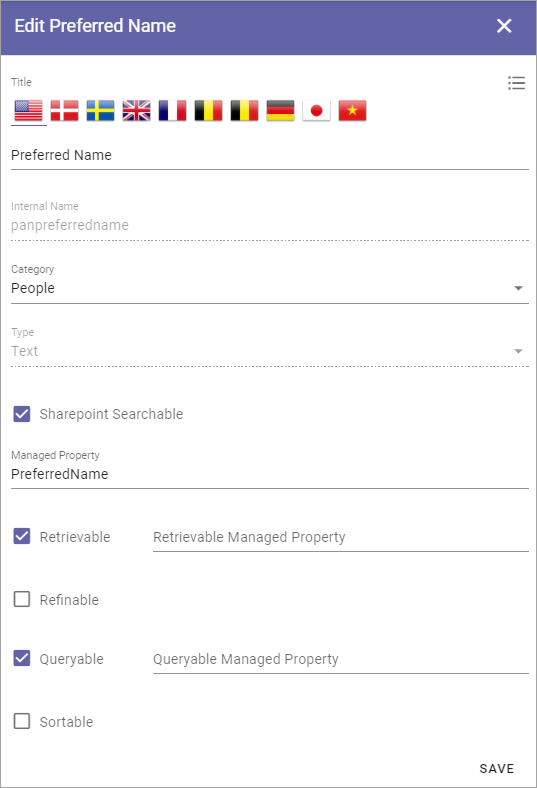 Edit Preferred Name
Title
Preferred Name
Internal Name
panpreferredname
Category
People
Type
Text
Sharepoint Searchable
Managed Property
PreferredName
Retrievable Retrievable Managed Property
Refinable
Queryable Queryable Managed Property
Sortable
SAVE